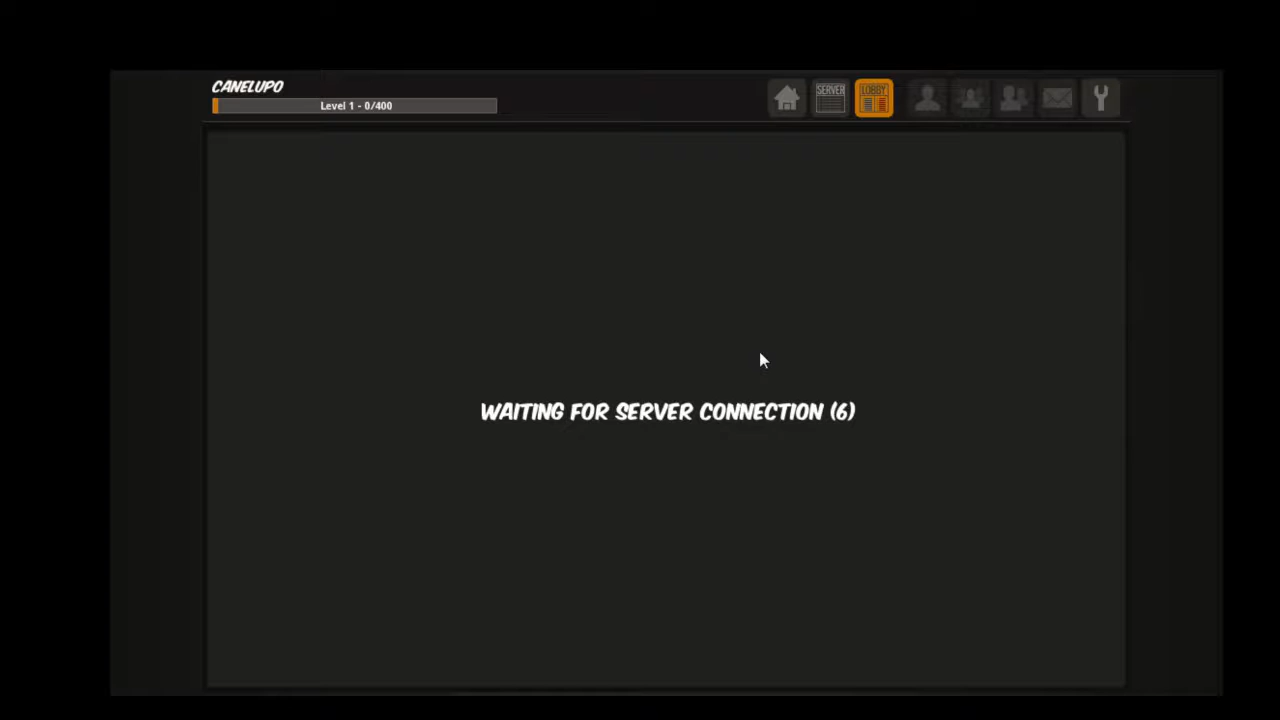 CANELUPO
Level 1 - 0/400
SERVER
LOBBY
WAITING FOR SERVER CONNECTION (6)